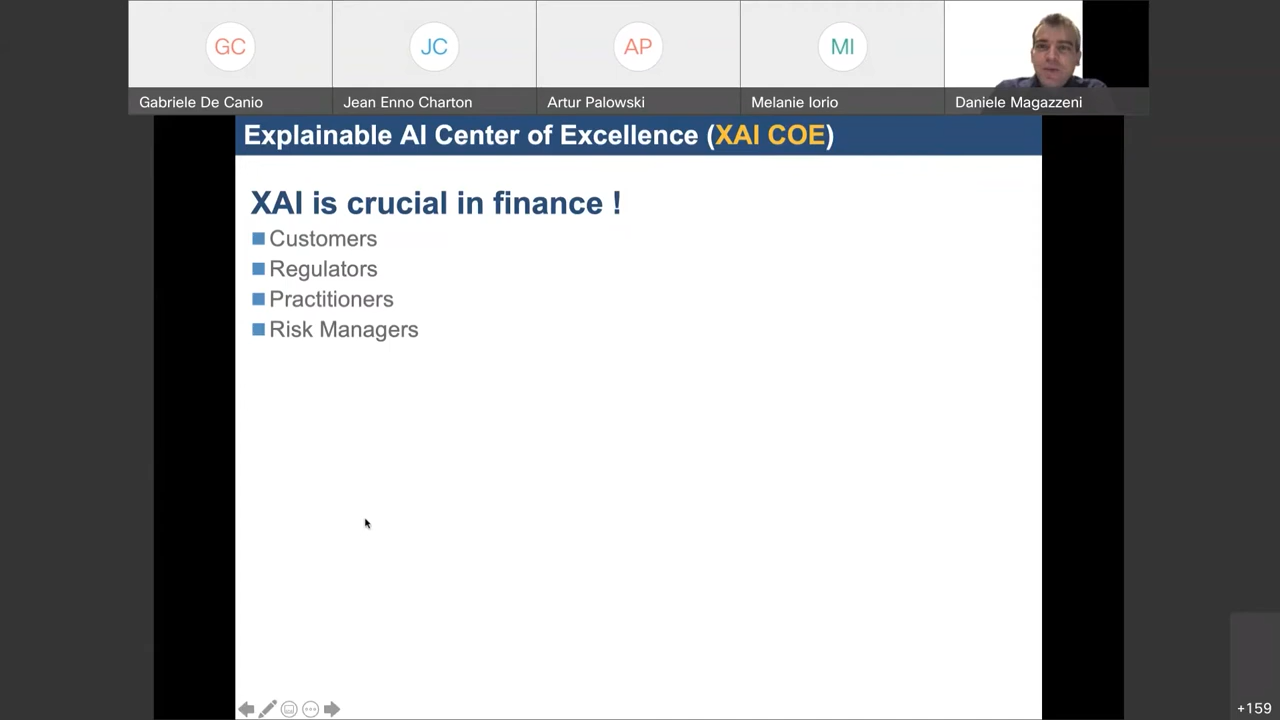 GC
JC
AP
MI
Gabriele De Canio
Jean Enno Charton
Artur Palowski
Melanie Iorio
Daniele Magazzeni
Explainable AI Center of Excellence (XAI COE)
XAI is crucial in finance !
Customers
Regulators
Practitioners
Risk Managers
+159